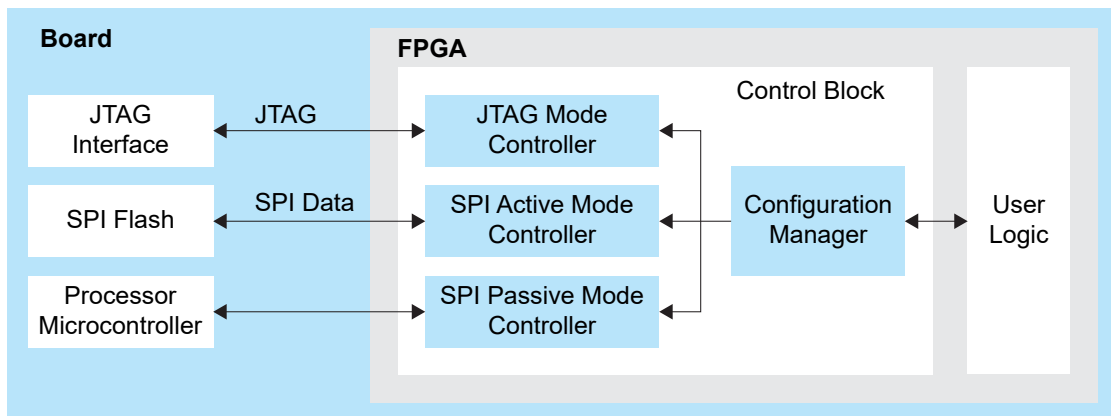 Board
FPGA
Control Block
JTAG
Interface
JTAG
JTAG Mode
Controller
SPI Flash
SPI Data
SPI Active Mode
Controller
Configuration
Manager
User
Logic
Processor
Microcontroller
SPI Passive Mode
Controller